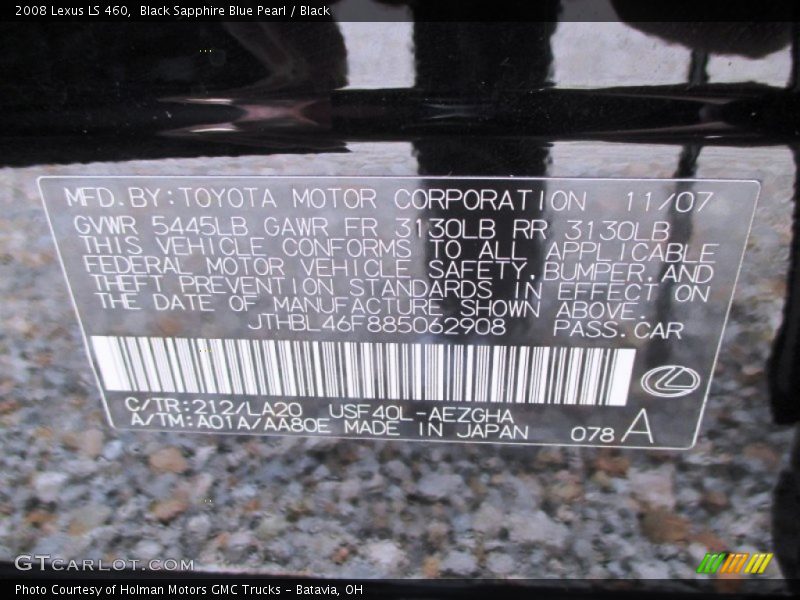 2008 Lexus LS 460,  Black Sapphire Blue Pearl / Black
MFD.BY:TOYOTA MOTOR CORPORATION 11/07
GVWR 5445LB GAWR FR 3130LB RR 3130LB
THIS VEHICLE CONFORMS TO ALL APPLICABLE
FEDERAL MOTOR VEHICLE SAFETY,BUMPER,AND
THEFT PREVENTION STANDARDS IN EFFECT ON
THE DATE OF MANUFACTURE SHOWN ABOVE.
JTHBL46F885062908 PASS.CAR
C/TR:212/LA20 USF40L-AEZGHA
A/TM:A01A/AA80E MADE IN JAPAN 078 A
GTCARLOT.COM
Photo Courtesy of Holman Motors GMC Trucks - Batavia, OH